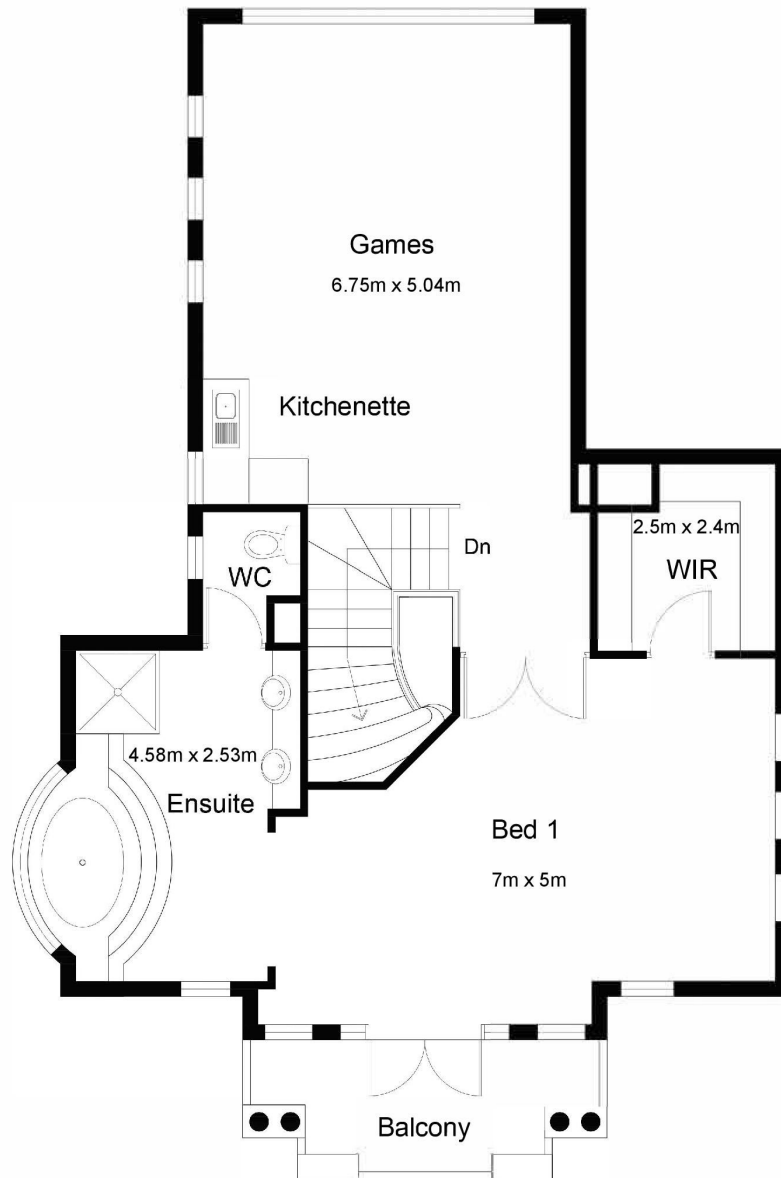 Games
6.75m x 5.04m
Kitchenette
Dn
2.5m x 2.4m
WIR
WC
4.58m x 2.53m
Ensuite
Bed 1
7m x 5m
Balcony